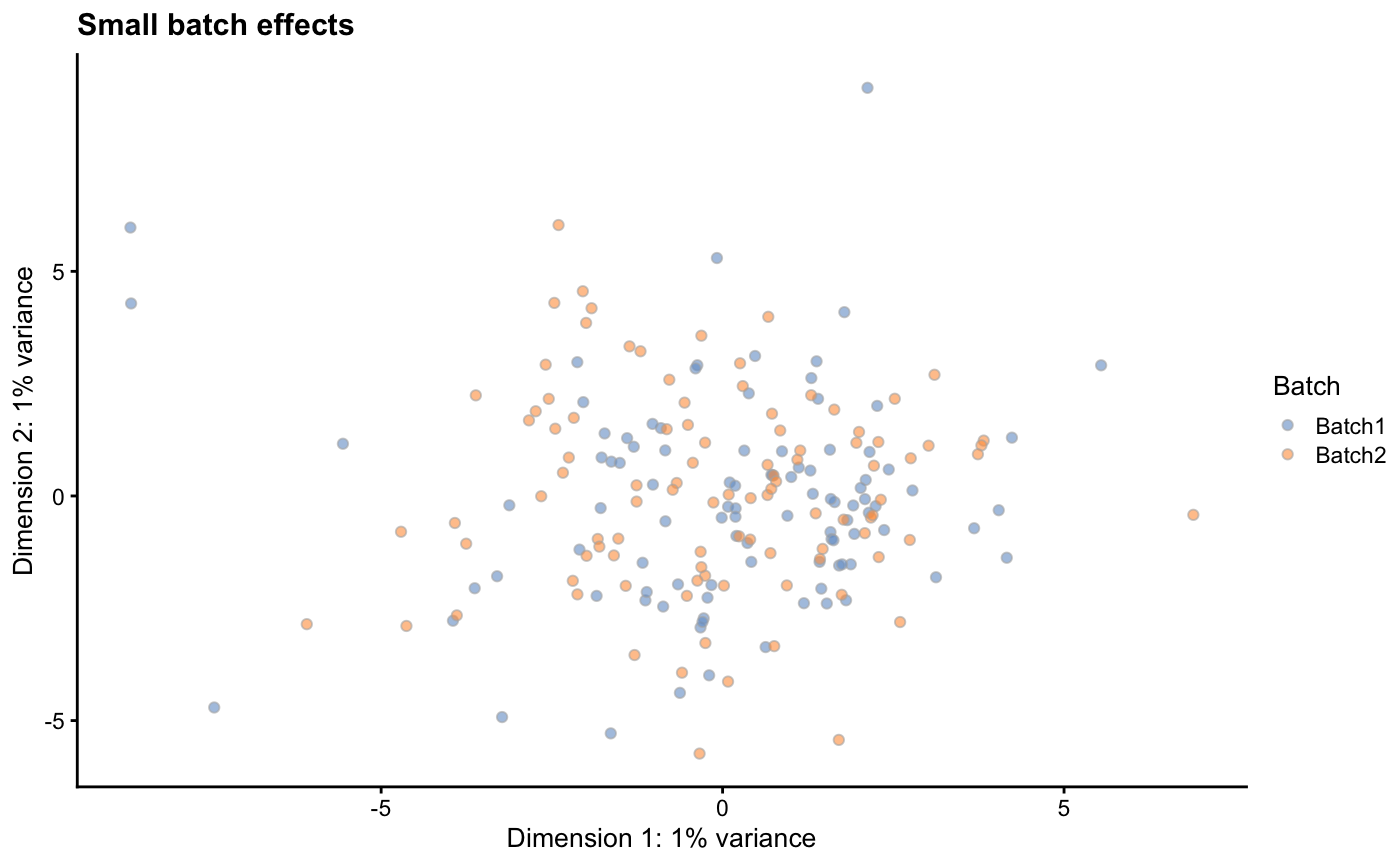 Small batch effects
Dimension 2: 1% variance
5
0
-5
-5
0
5
Dimension 1: 1% variance
Batch
Batch1
Batch2